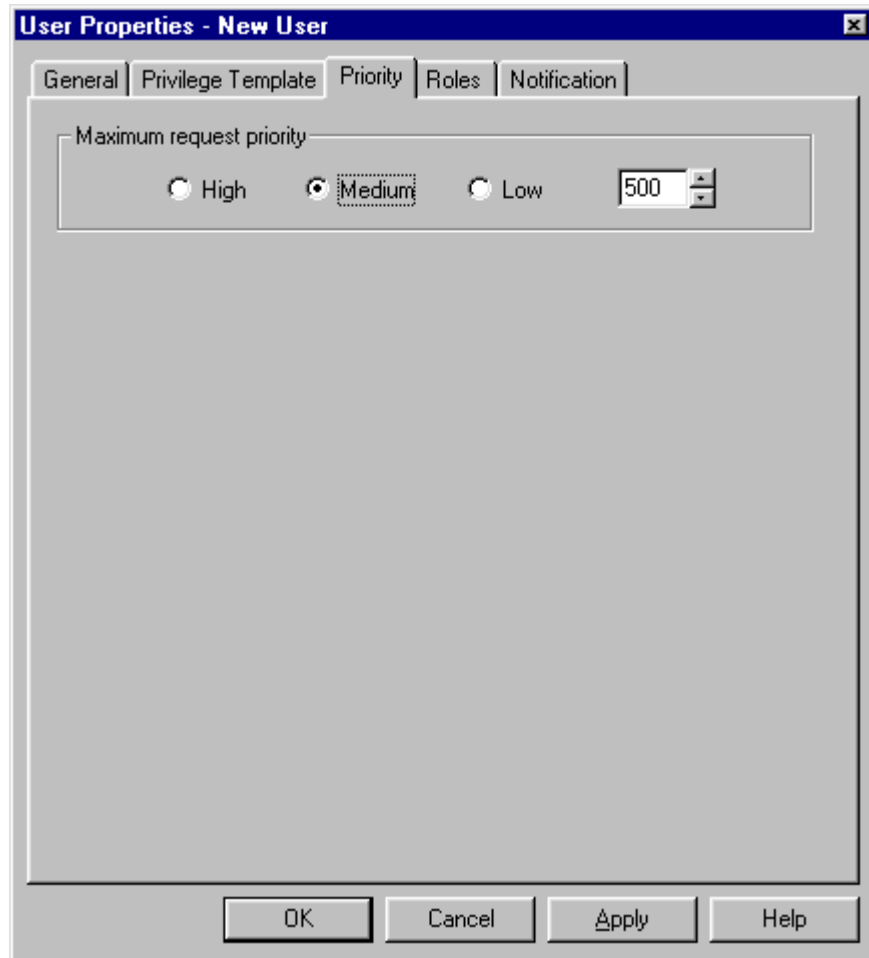 User Properties - New User
General Privilege Template Priority Roles Notification
Maximum request priority
High Medium Low 500
OK Cancel Apply Help